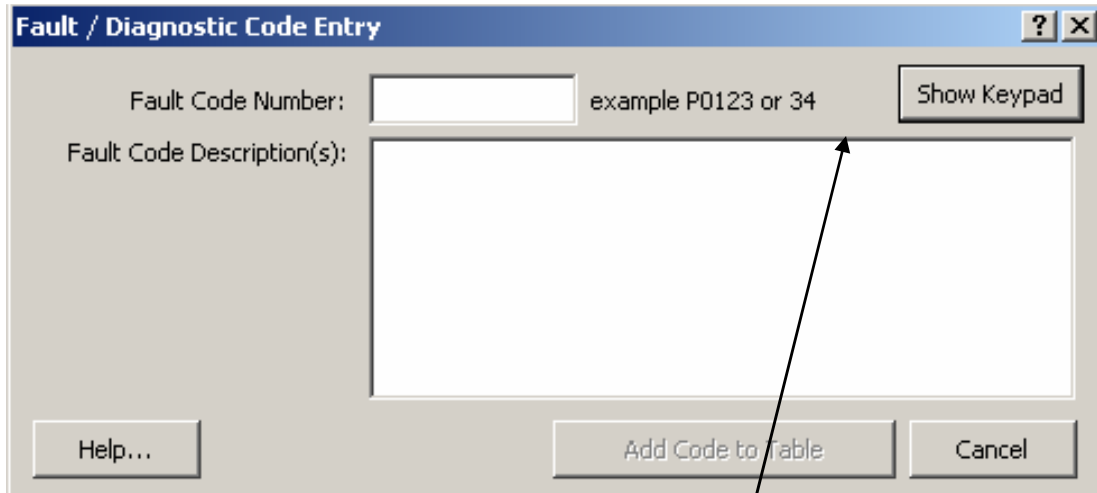 Fault / Diagnostic Code Entry
Fault Code Number: example P0123 or 34 Show Keypad
Fault Code Description(s):
Help... Add Code to Table Cancel